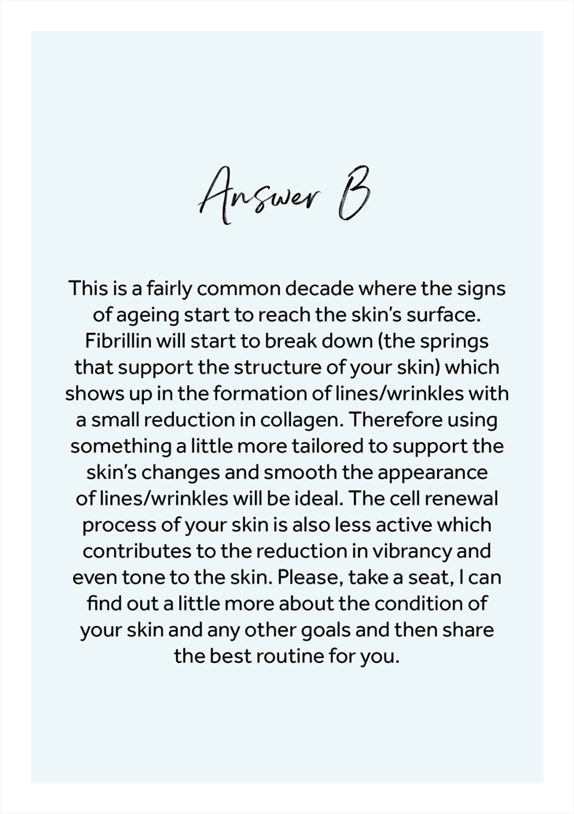 Answer B
This is a fairly common decade where the signs
of ageing start to reach the skin's surface.
Fibrillin will start to break down (the springs
that support the structure of your skin) which
shows up in the formation of lines/wrinkles with
a small reduction in collagen. Therefore using
something a little more tailored to support the
skin's changes and smooth the appearance
of lines/wrinkles will be ideal. The cell renewal
process of your skin is also less active which
contributes to the reduction in vibrancy and
even tone to the skin. Please, take a seat, I can
find out a little more about the condition of
your skin and any other goals and then share
the best routine for you.